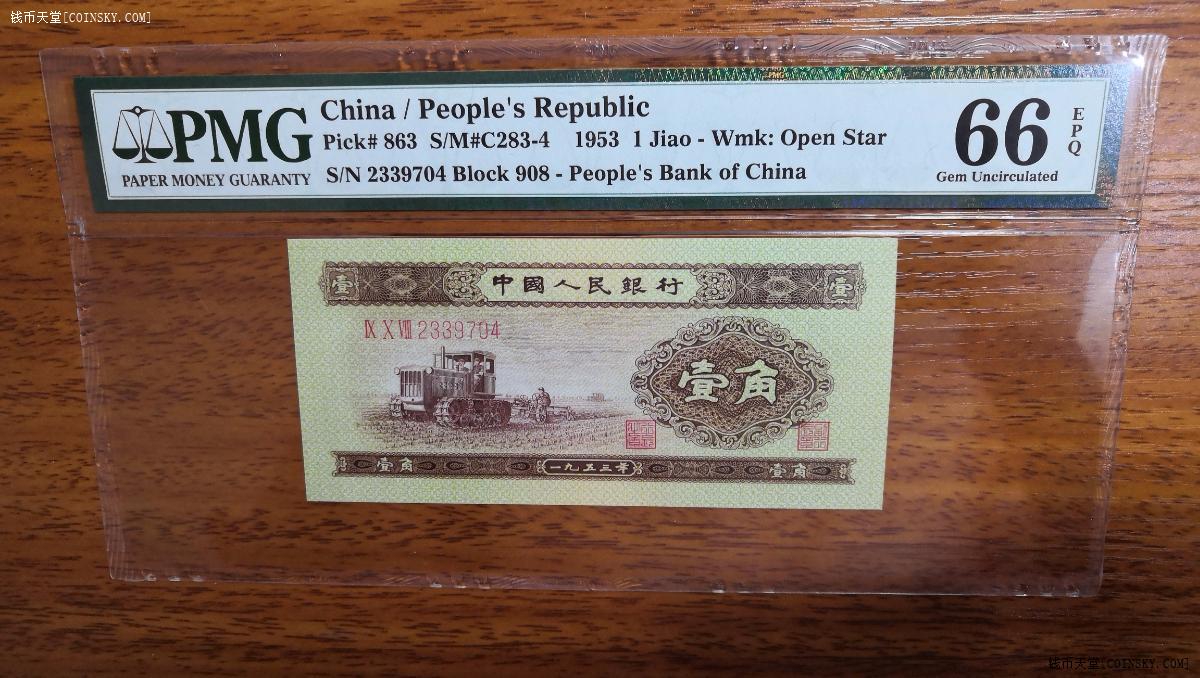 钱币天堂[COINSKY.COM]
PMG
PAPER MONEY GUARANTY
China / People's Republic
Pick# 863 S/M#C283-4 1953 1 Jiao - Wmk: Open Star
S/N 2339704 Block 908 - People's Bank of China
66
EPQ
Gem Uncirculated
壹 中國人民銀行 壹
Ⅸ Ⅹ Ⅷ 2339704
壹角
壹角 一九五三年 壹角
钱币天堂[COINSKY.COM]